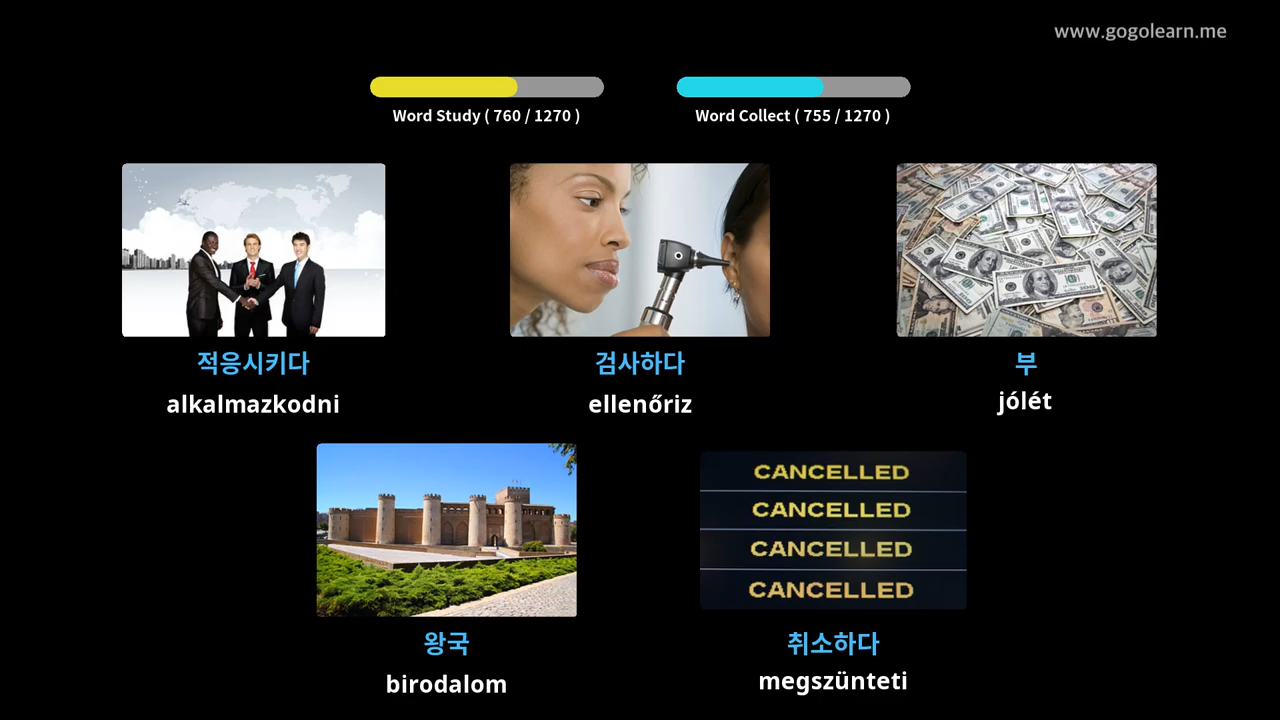 www.gogolearn.me
Word Study ( 760 / 1270 )
Word Collect ( 755 / 1270 )
적응시키다
alkalmazkodni
검사하다
ellenőriz
부
jólét
CANCELLED
CANCELLED
CANCELLED
CANCELLED
왕국
birodalom
취소하다
megszünteti